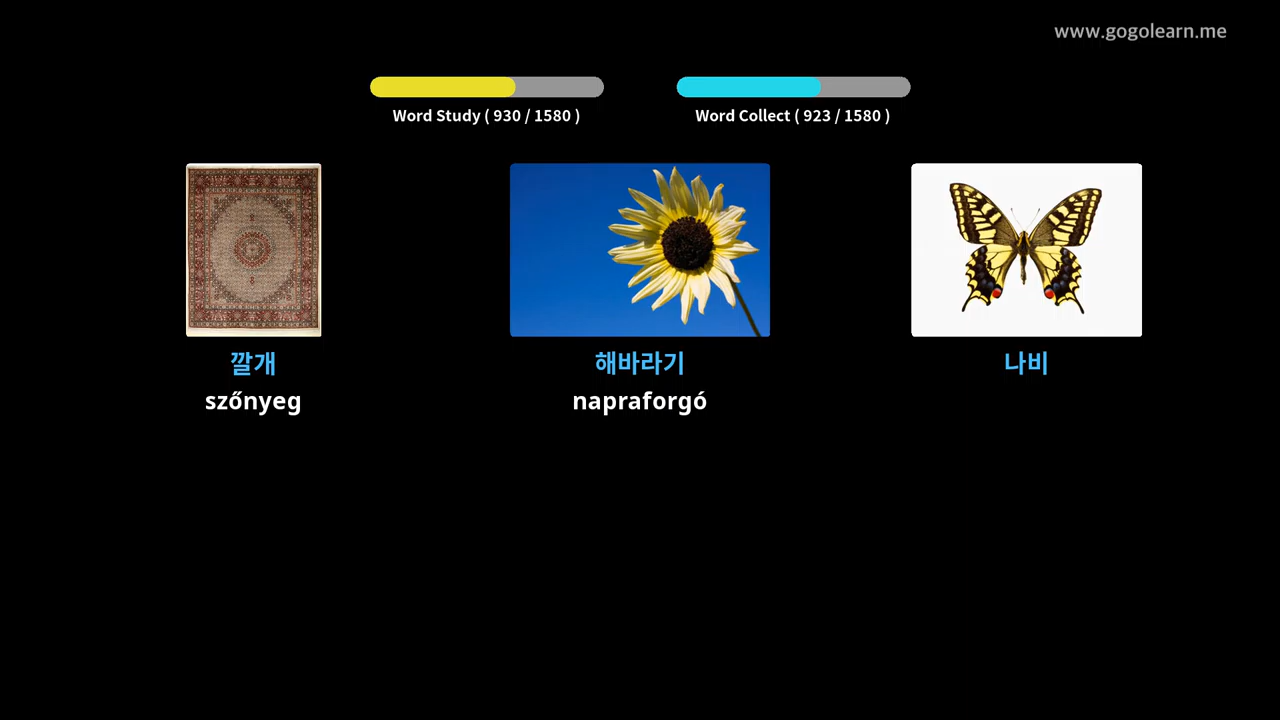 www.gogolearn.me
Word Study ( 930 / 1580 )
Word Collect ( 923 / 1580 )
깔개
szőnyeg
해바라기
napraforgó
나비